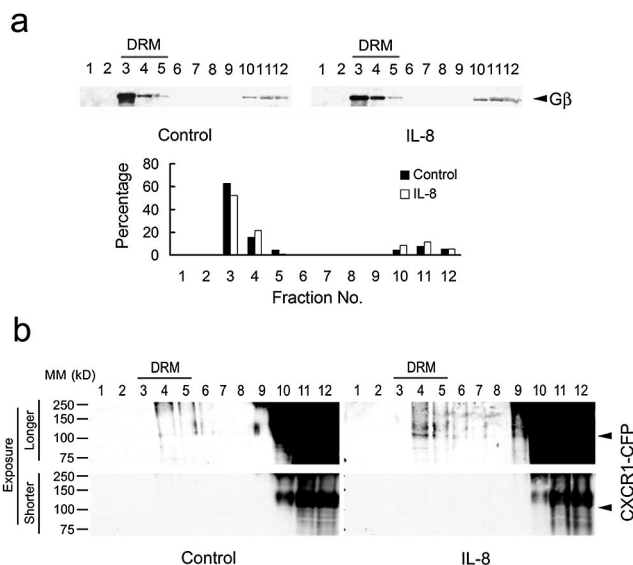 a
DRM DRM
1 2 3 4 5 6 7 8 9 10 11 12 1 2 3 4 5 6 7 8 9 10 11 12
Gβ
Control IL-8
Percentage
80
60
40
20
0
Control
IL-8
1 2 3 4 5 6 7 8 9 10 11 12
Fraction No.
b
DRM DRM
MM (kD) 1 2 3 4 5 6 7 8 9 10 11 12 1 2 3 4 5 6 7 8 9 10 11 12
Exposure
Longer
250
150
100
75
Shorter
250
150
100
75
CXCR1-CFP
Control IL-8